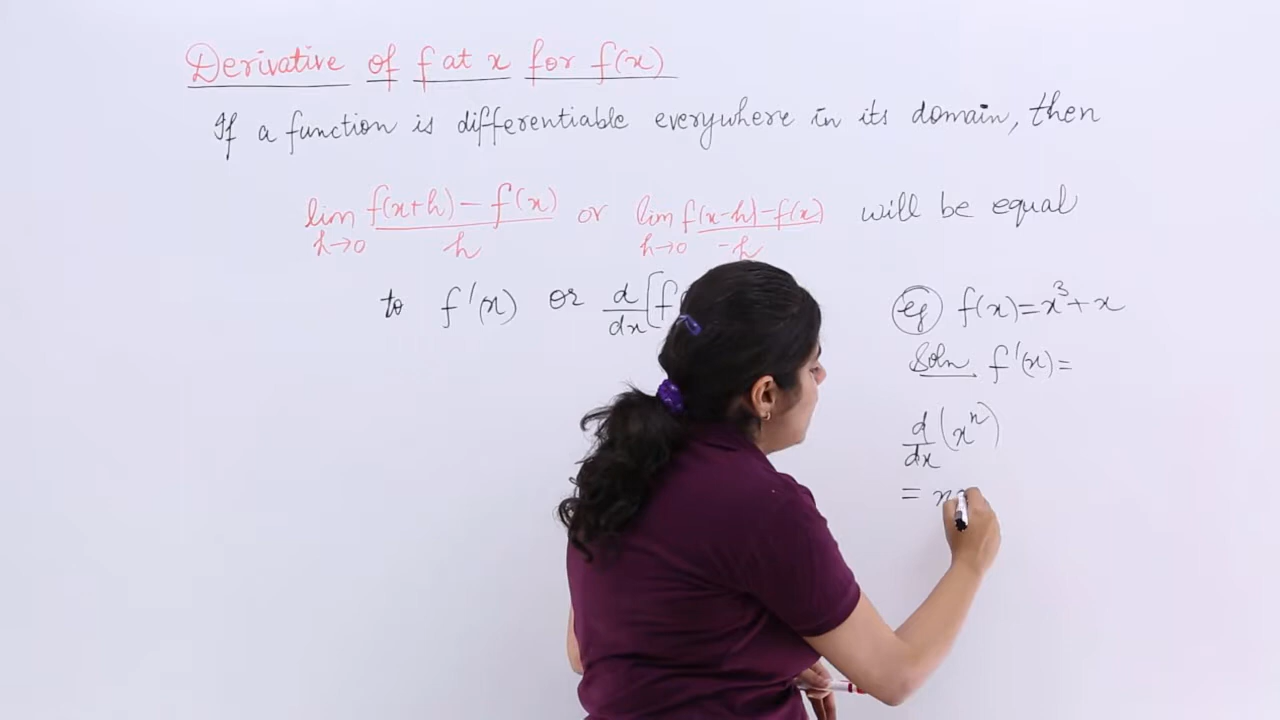 Derivative of f at x for f(x)
If a function is differentiable everywhere in its domain, then
lim h→0 f(x+h) − f(x) / h or lim h→0 f(x-h)-f(x) / -h will be equal
to f'(x) or d/dx [f
eg f(x)=x³+x
Soln f'(x)=
d/dx (xⁿ)
= n